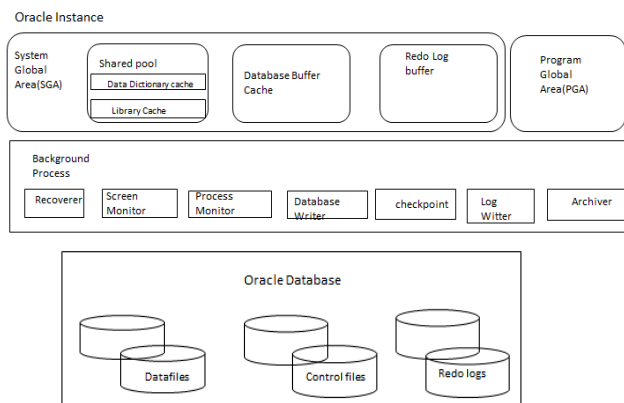 Oracle Instance
System
Global
Area(SGA)
Shared pool
Data Dictionary cache
Library Cache
Database Buffer
Cache
Redo Log
buffer
Program
Global
Area(PGA)
Background
Process
Recoverer
Screen
Monitor
Process
Monitor
Database
Writer
checkpoint
Log
Witter
Archiver
Oracle Database
Datafiles
Control files
Redo logs